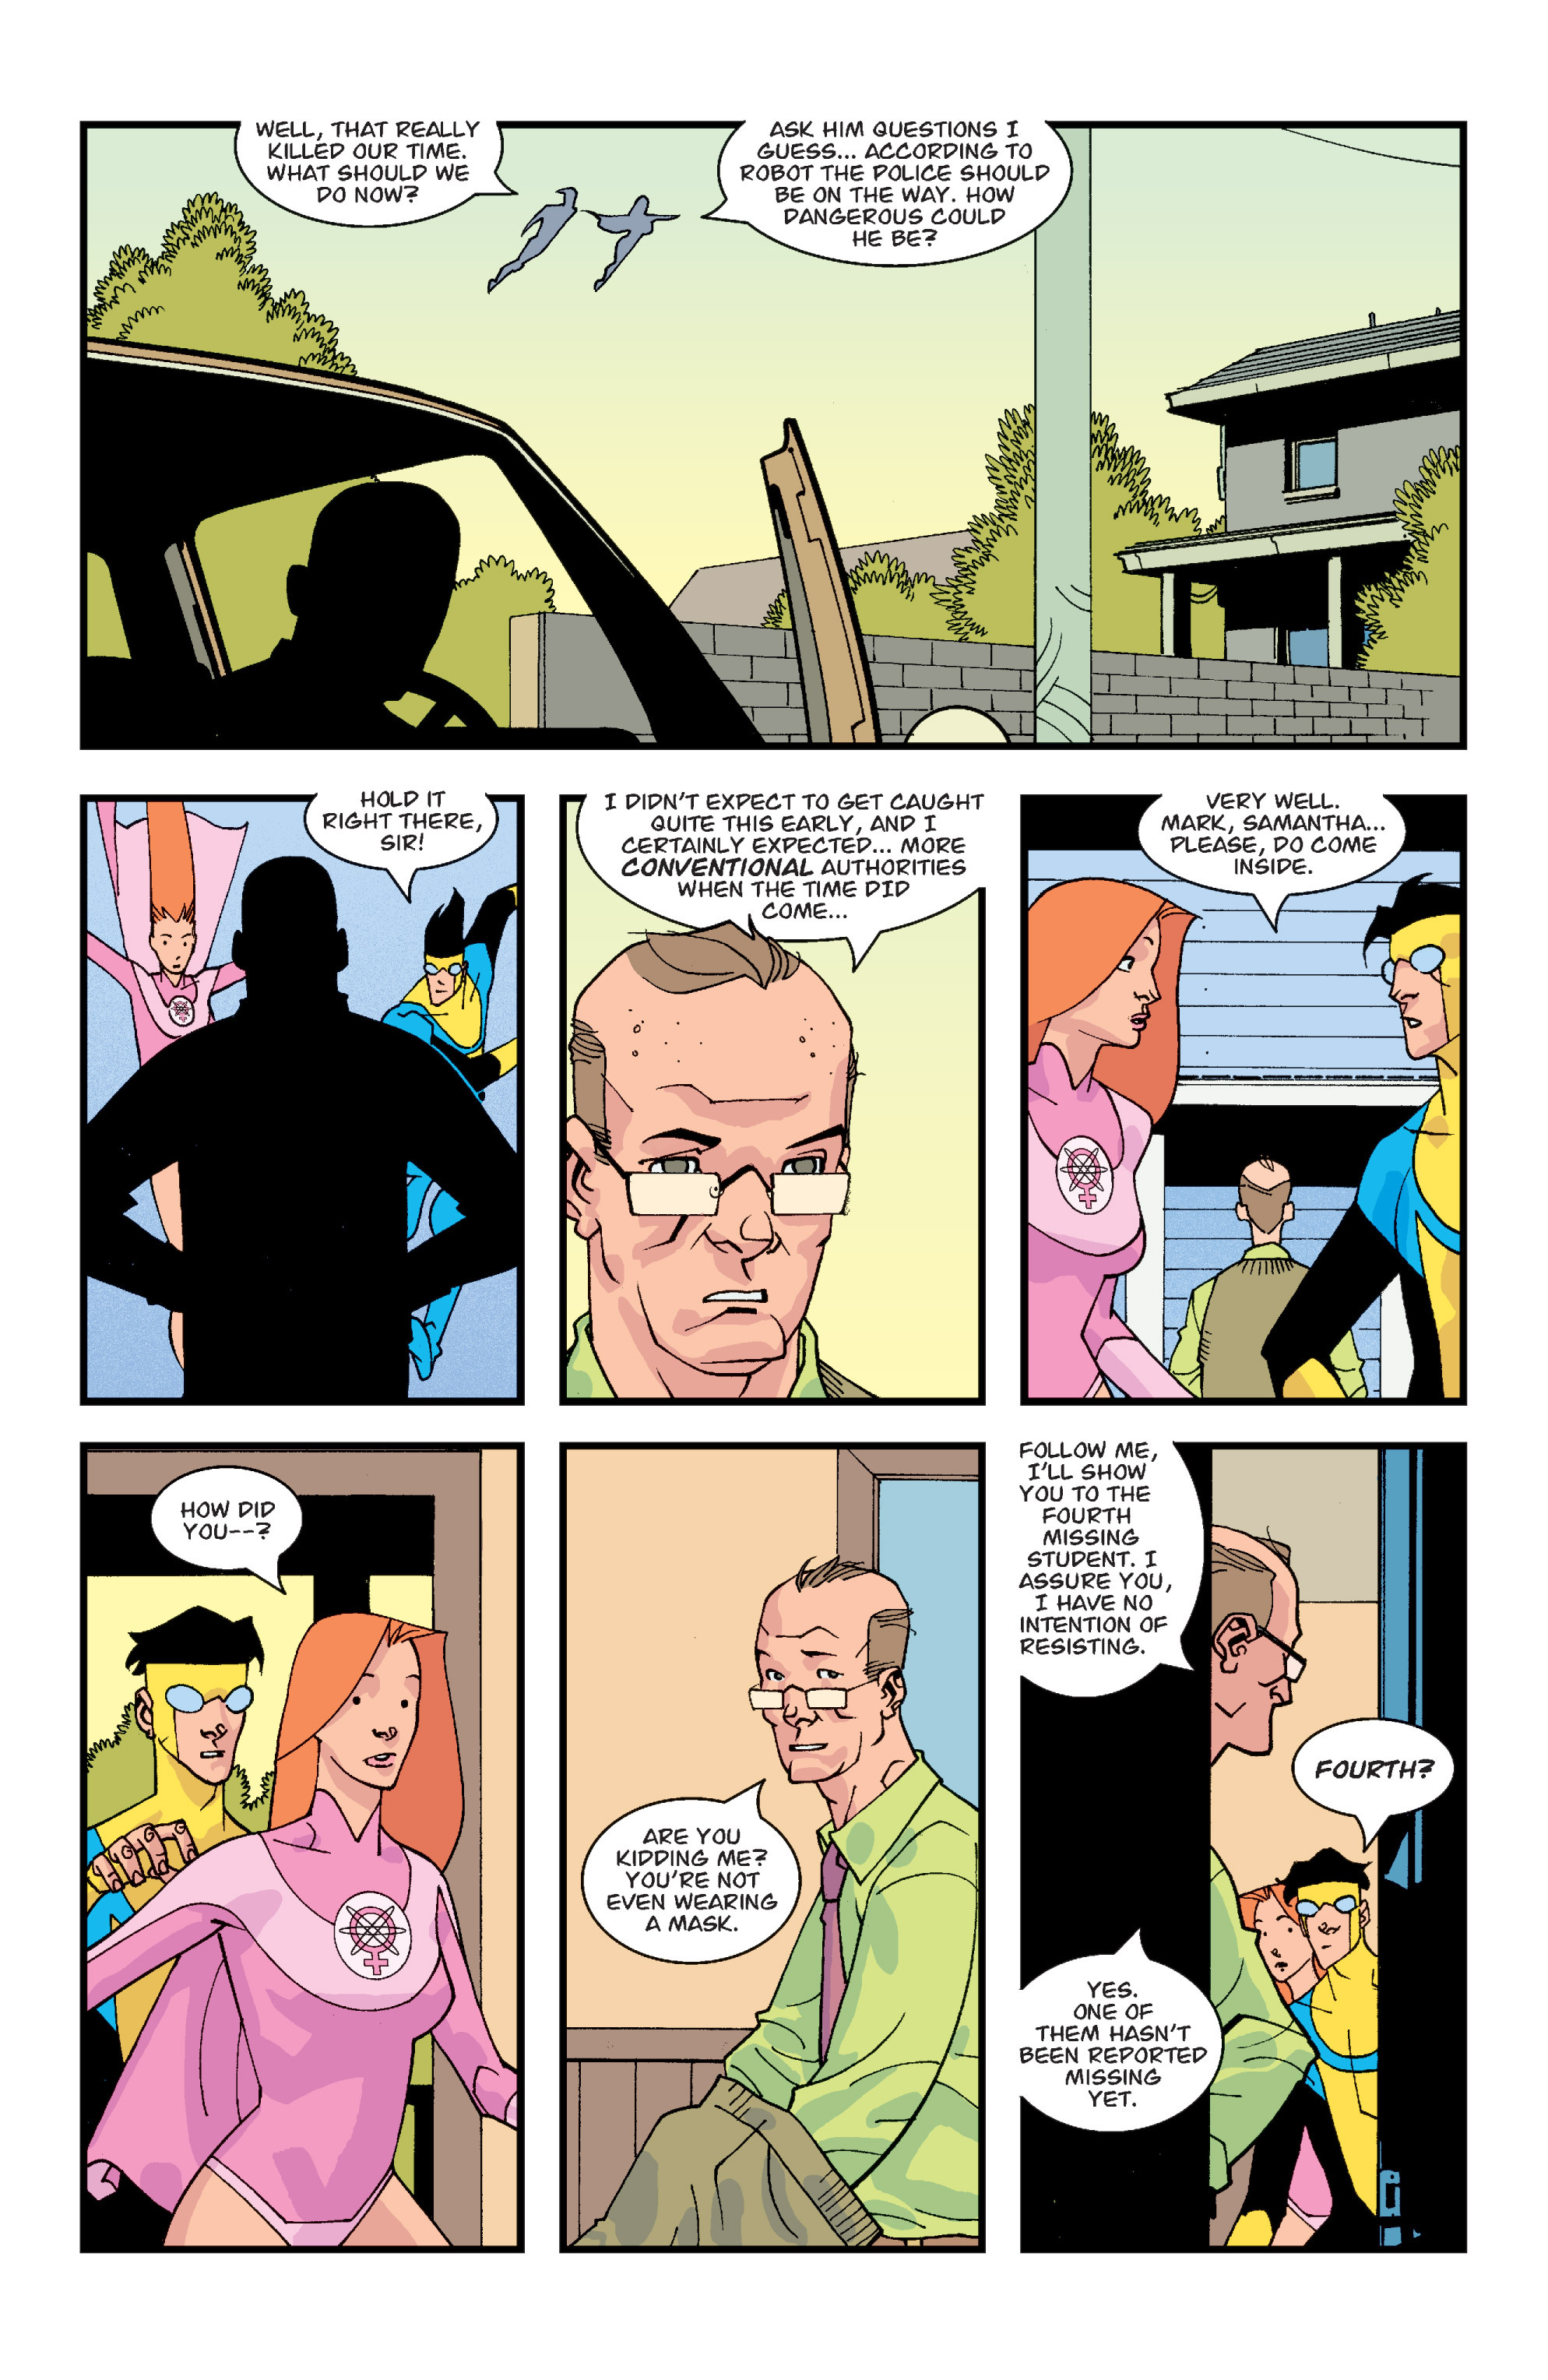 WELL, THAT REALLY
KILLED OUR TIME.
WHAT SHOULD WE
DO NOW?
ASK HIM QUESTIONS I
GUESS... ACCORDING TO
ROBOT THE POLICE SHOULD
BE ON THE WAY. HOW
DANGEROUS COULD
HE BE?
HOLD IT
RIGHT THERE,
SIR!
I DIDN'T EXPECT TO GET CAUGHT
QUITE THIS EARLY, AND I
CERTAINLY EXPECTED... MORE
CONVENTIONAL AUTHORITIES
WHEN THE TIME DID
COME...
VERY WELL.
MARK, SAMANTHA...
PLEASE, DO COME
INSIDE.
HOW DID
YOU--?
ARE YOU
KIDDING ME?
YOU'RE NOT
EVEN WEARING
A MASK.
FOLLOW ME,
I'LL SHOW
YOU TO THE
FOURTH
MISSING
STUDENT. I
ASSURE YOU,
I HAVE NO
INTENTION OF
RESISTING.
FOURTH?
YES.
ONE OF
THEM HASN'T
BEEN REPORTED
MISSING
YET.